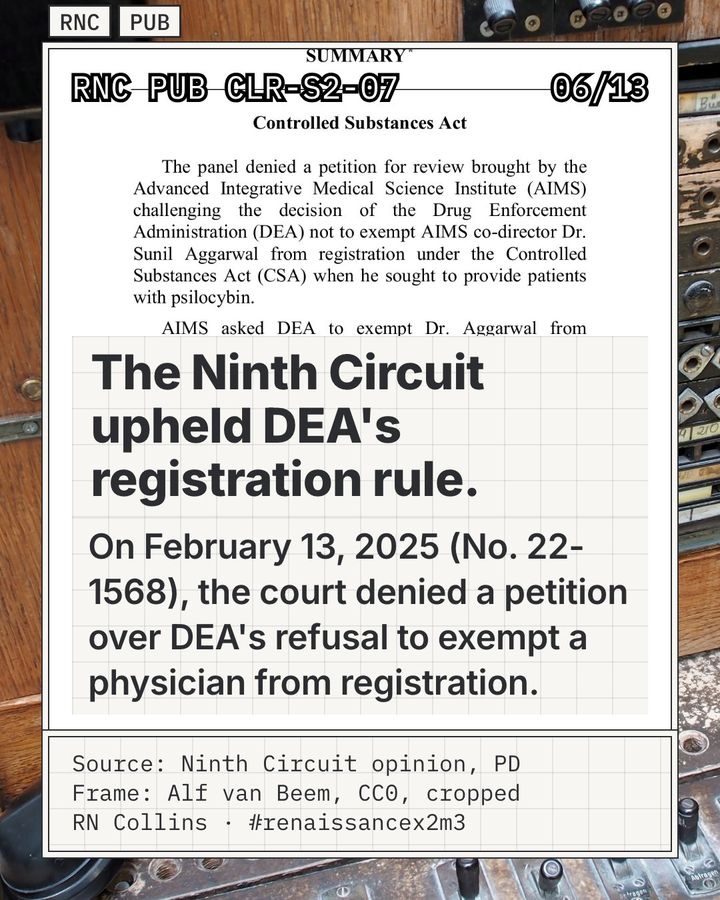 RNC PUB
SUMMARY*
RNC PUB CLR-S2-07 06/13
Controlled Substances Act
The panel denied a petition for review brought by the
Advanced Integrative Medical Science Institute (AIMS)
challenging the decision of the Drug Enforcement
Administration (DEA) not to exempt AIMS co-director Dr.
Sunil Aggarwal from registration under the Controlled
Substances Act (CSA) when he sought to provide patients
with psilocybin.
AIMS asked DEA to exempt Dr. Aggarwal from
The Ninth Circuit
upheld DEA's
registration rule.
On February 13, 2025 (No. 22-
1568), the court denied a petition
over DEA's refusal to exempt a
physician from registration.
Source: Ninth Circuit opinion, PD
Frame: Alf van Beem, CC0, cropped
RN Collins · #renaissancex2m3